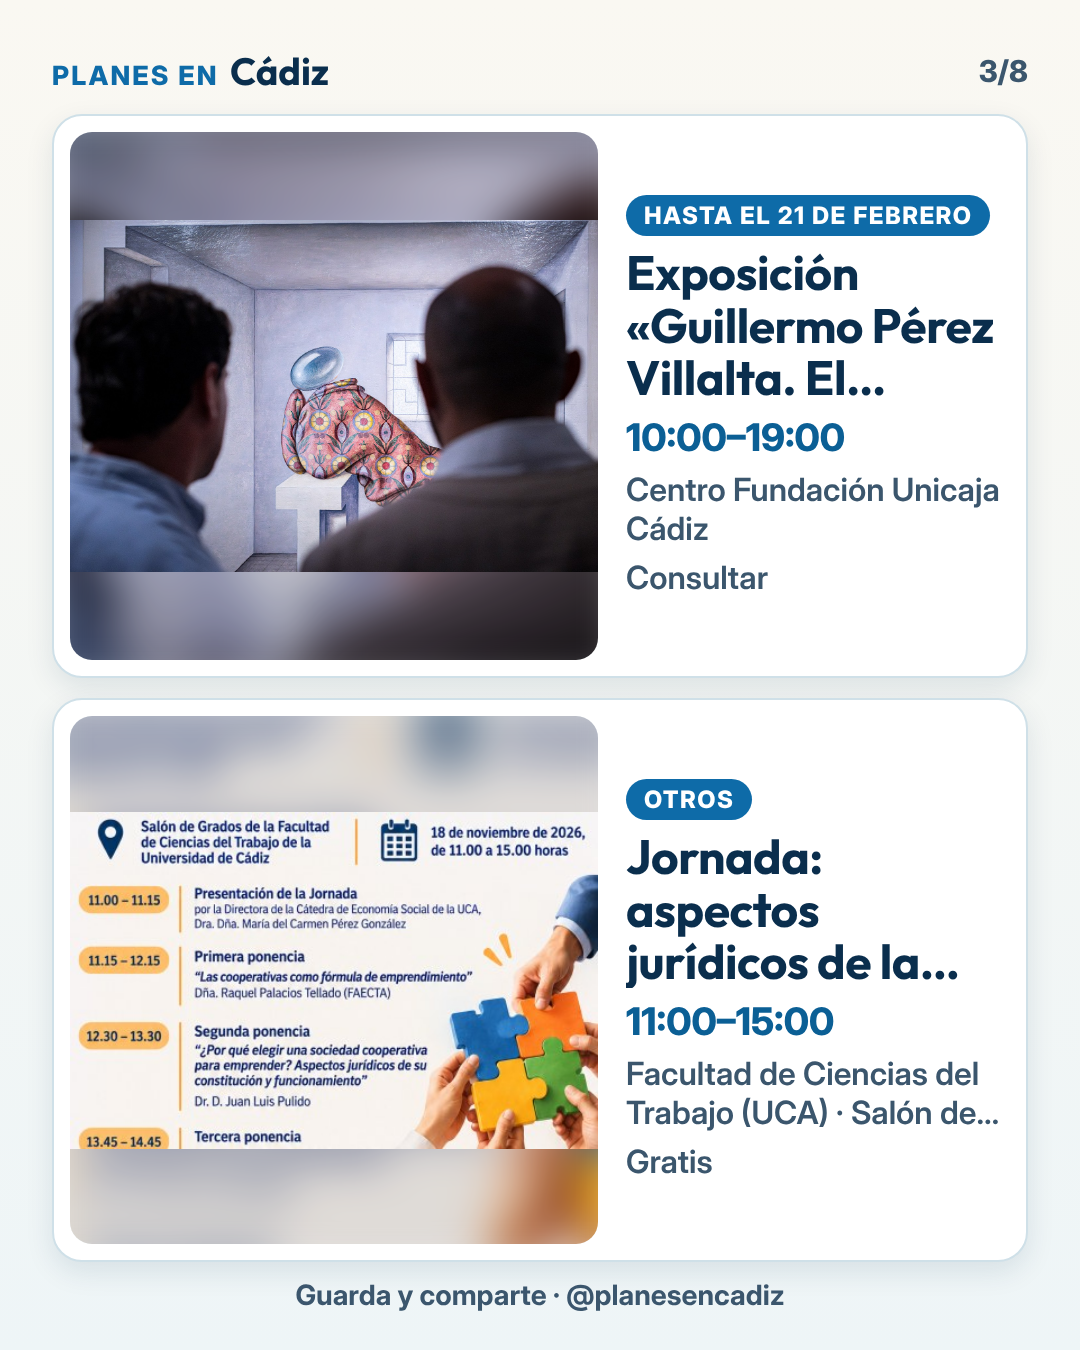 PLANES EN Cádiz
3/8
HASTA EL 21 DE FEBRERO
Exposición
«Guillermo Pérez
Villalta. El...
10:00–19:00
Centro Fundación Unicaja
Cádiz
Consultar
Salón de Grados de la Facultad
de Ciencias del Trabajo de la
Universidad de Cádiz
18 de noviembre de 2026,
de 11.00 a 15.00 horas
11.00 – 11.15
Presentación de la Jornada
por la Directora de la Cátedra de Economía Social de la UCA,
Dra. Dña. María del Carmen Pérez González
11.15 – 12.15
Primera ponencia
“Las cooperativas como fórmula de emprendimiento”
Dña. Raquel Palacios Tellado (FAECTA)
12.30 – 13.30
Segunda ponencia
“¿Por qué elegir una sociedad cooperativa
para emprender? Aspectos jurídicos de su
constitución y funcionamiento”
Dr. D. Juan Luis Pulido
13.45 – 14.45
Tercera ponencia
OTROS
Jornada:
aspectos
jurídicos de la...
11:00–15:00
Facultad de Ciencias del
Trabajo (UCA) · Salón de...
Gratis
Guarda y comparte · @planesencadiz